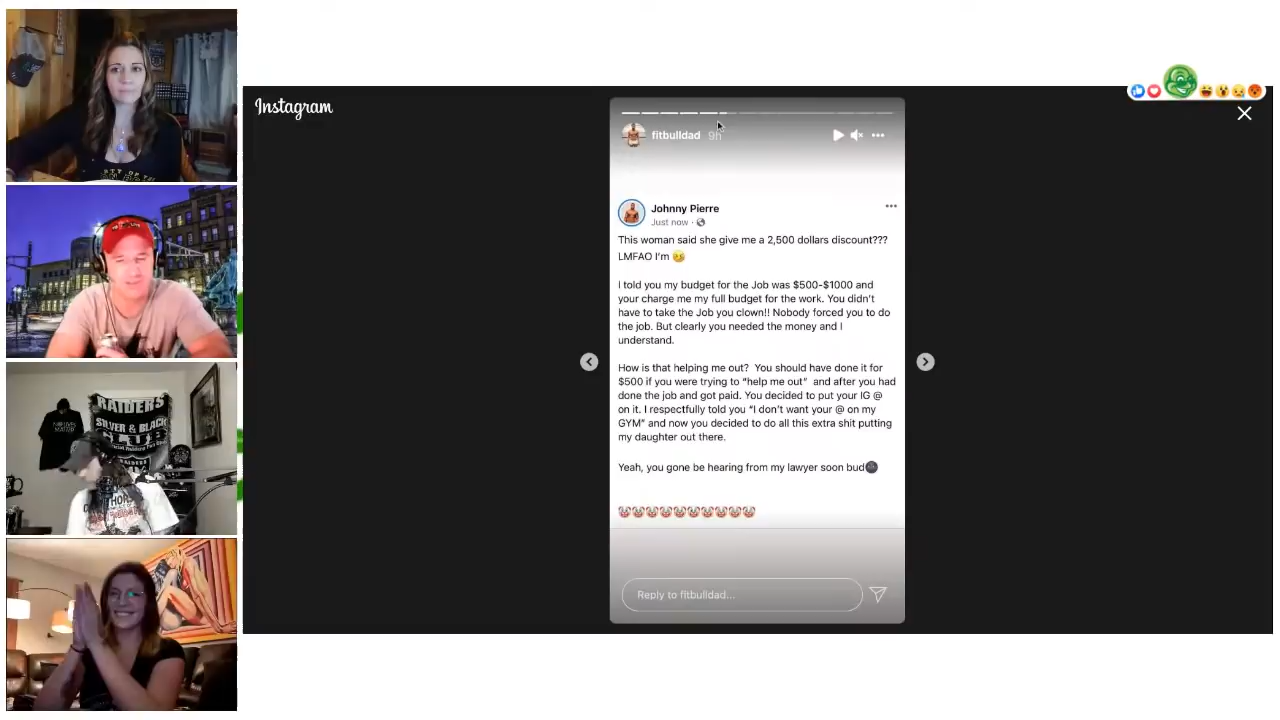 Instagram
fitbulldad 9h
Johnny Pierre
Just now ·
This woman said she give me a 2,500 dollars discount???
LMFAO I'm
I told you my budget for the Job was $500-$1000 and
your charge me my full budget for the work. You didn't
have to take the Job you clown!! Nobody forced you to do
the job. But clearly you needed the money and I
understand.
How is that helping me out? You should have done it for
$500 if you were trying to "help me out" and after you had
done the job and got paid. You decided to put your IG @
on it. I respectfully told you "I don't want your @ on my
GYM" and now you decided to do all this extra shit putting
my daughter out there.
Yeah, you gone be hearing from my lawyer soon bud
Reply to fitbulldad...
RAIDERS
SILVER & BLACK
CLUB